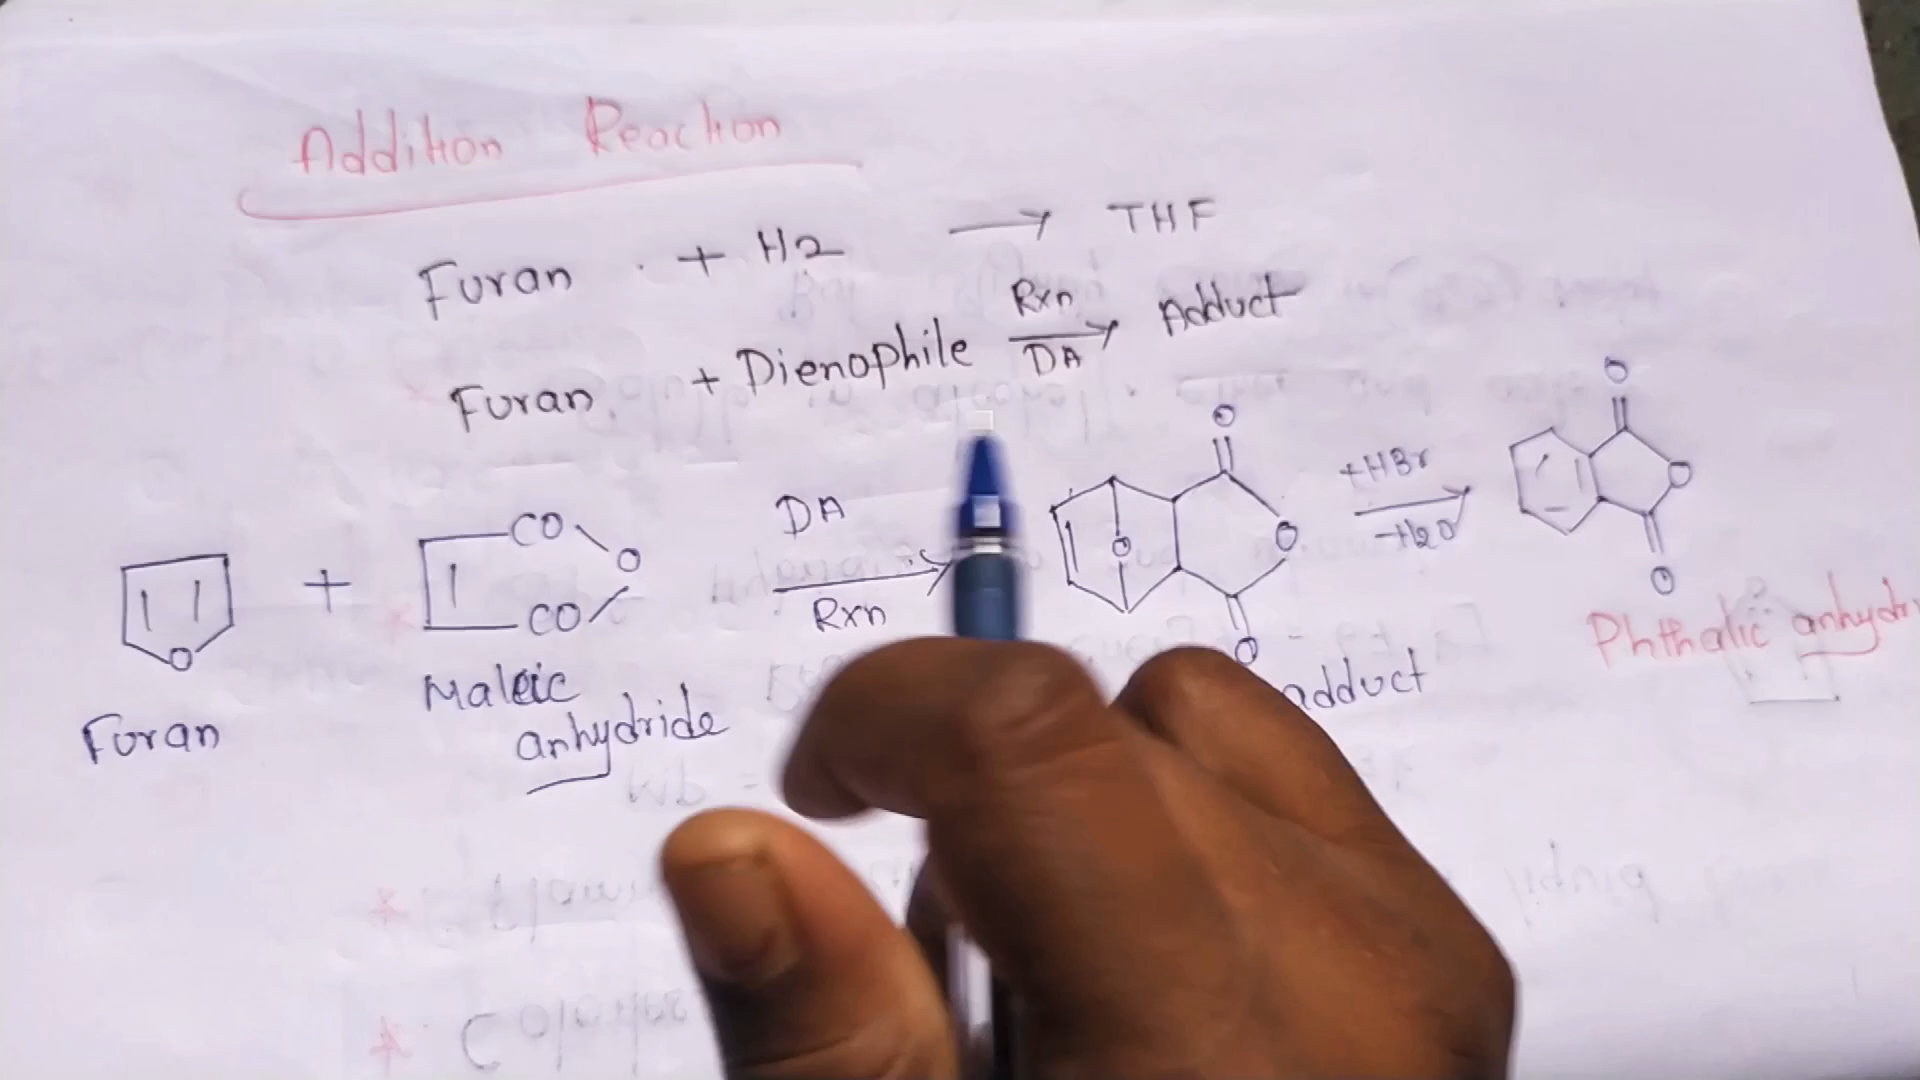 Addition Reaction
Furan + H2 → THF
Furan + Dienophile Rxn DA → Adduct
DA
Rxn
CO
O
CO
O
+
Furan
Maleic
anhydride
O
O
O
O
adduct
+HBr
-H2O
O
O
O
Phthalic anhydr